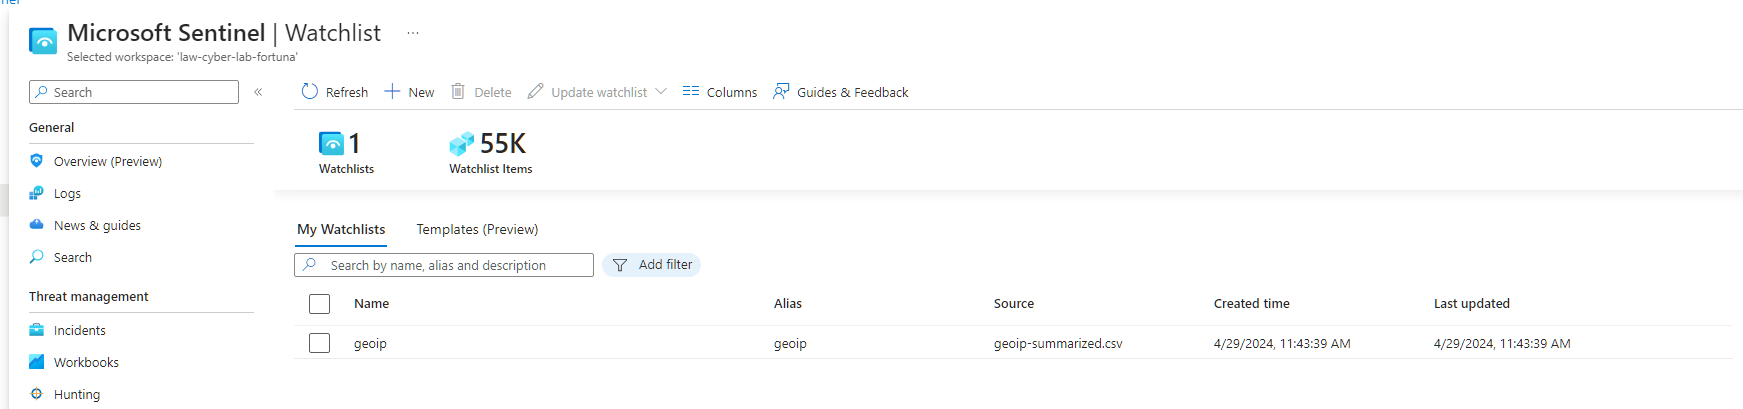 Microsoft Sentinel | Watchlist ...
Selected workspace: 'law-cyber-lab-fortuna'
Search «
Refresh New Delete Update watchlist Columns Guides & Feedback
General
Overview (Preview)
Logs
News & guides
Search
Threat management
Incidents
Workbooks
Hunting
1 55K
Watchlists Watchlist Items
My Watchlists Templates (Preview)
Search by name, alias and description Add filter
Name Alias Source Created time Last updated
geoip geoip geoip-summarized.csv 4/29/2024, 11:43:39 AM 4/29/2024, 11:43:39 AM